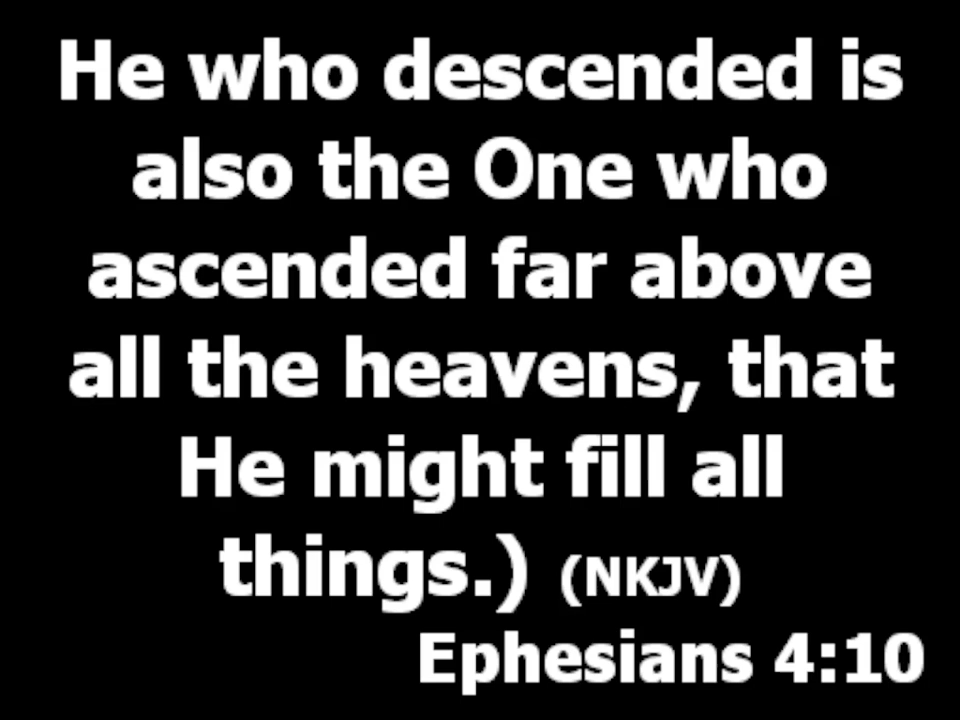 He who descended is
also the One who
ascended far above
all the heavens, that
He might fill all
things.) (NKJV)
Ephesians 4:10